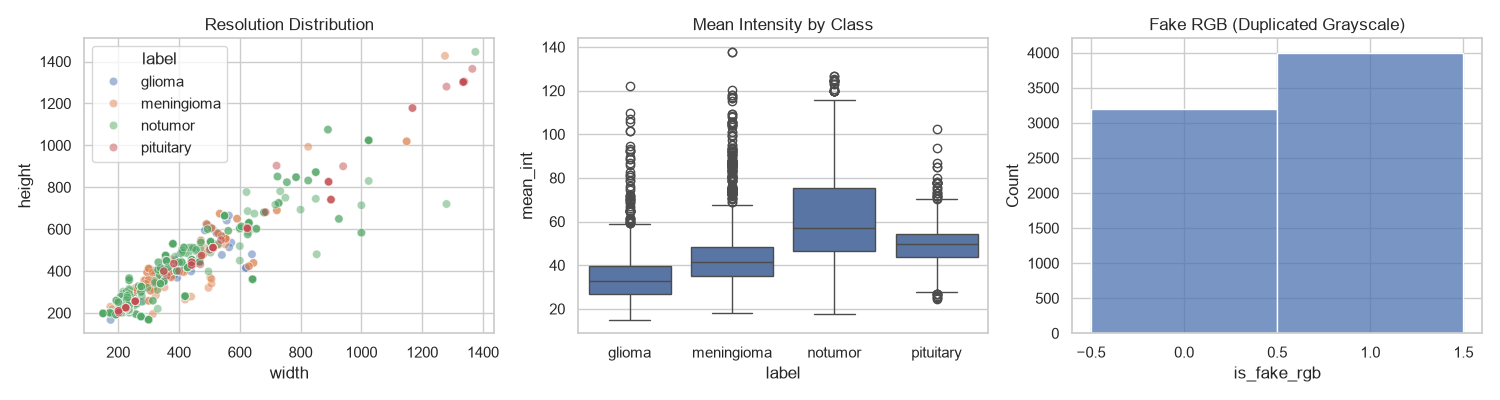 Resolution Distribution
label
glioma
meningioma
notumor
pituitary
1400
1200
1000
800
600
400
200
height
200
400
600
800
1000
1200
1400
width
Mean Intensity by Class
140
120
100
80
60
40
20
mean_int
glioma
meningioma
notumor
pituitary
label
Fake RGB (Duplicated Grayscale)
4000
3500
3000
2500
2000
1500
1000
500
0
Count
−0.5
0.0
0.5
1.0
1.5
is_fake_rgb